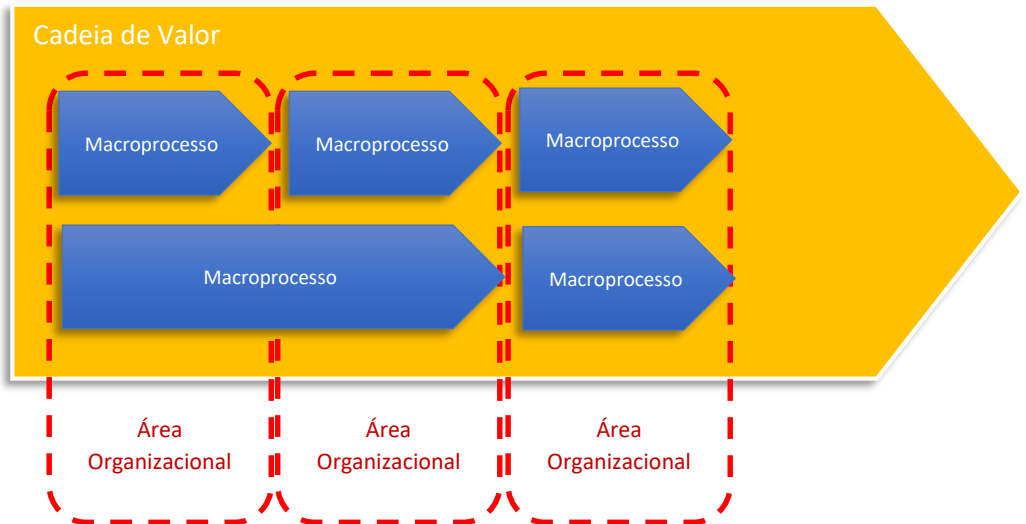 Cadeia de Valor
Macroprocesso
Macroprocesso
Macroprocesso
Macroprocesso
Macroprocesso
Área
Organizacional
Área
Organizacional
Área
Organizacional